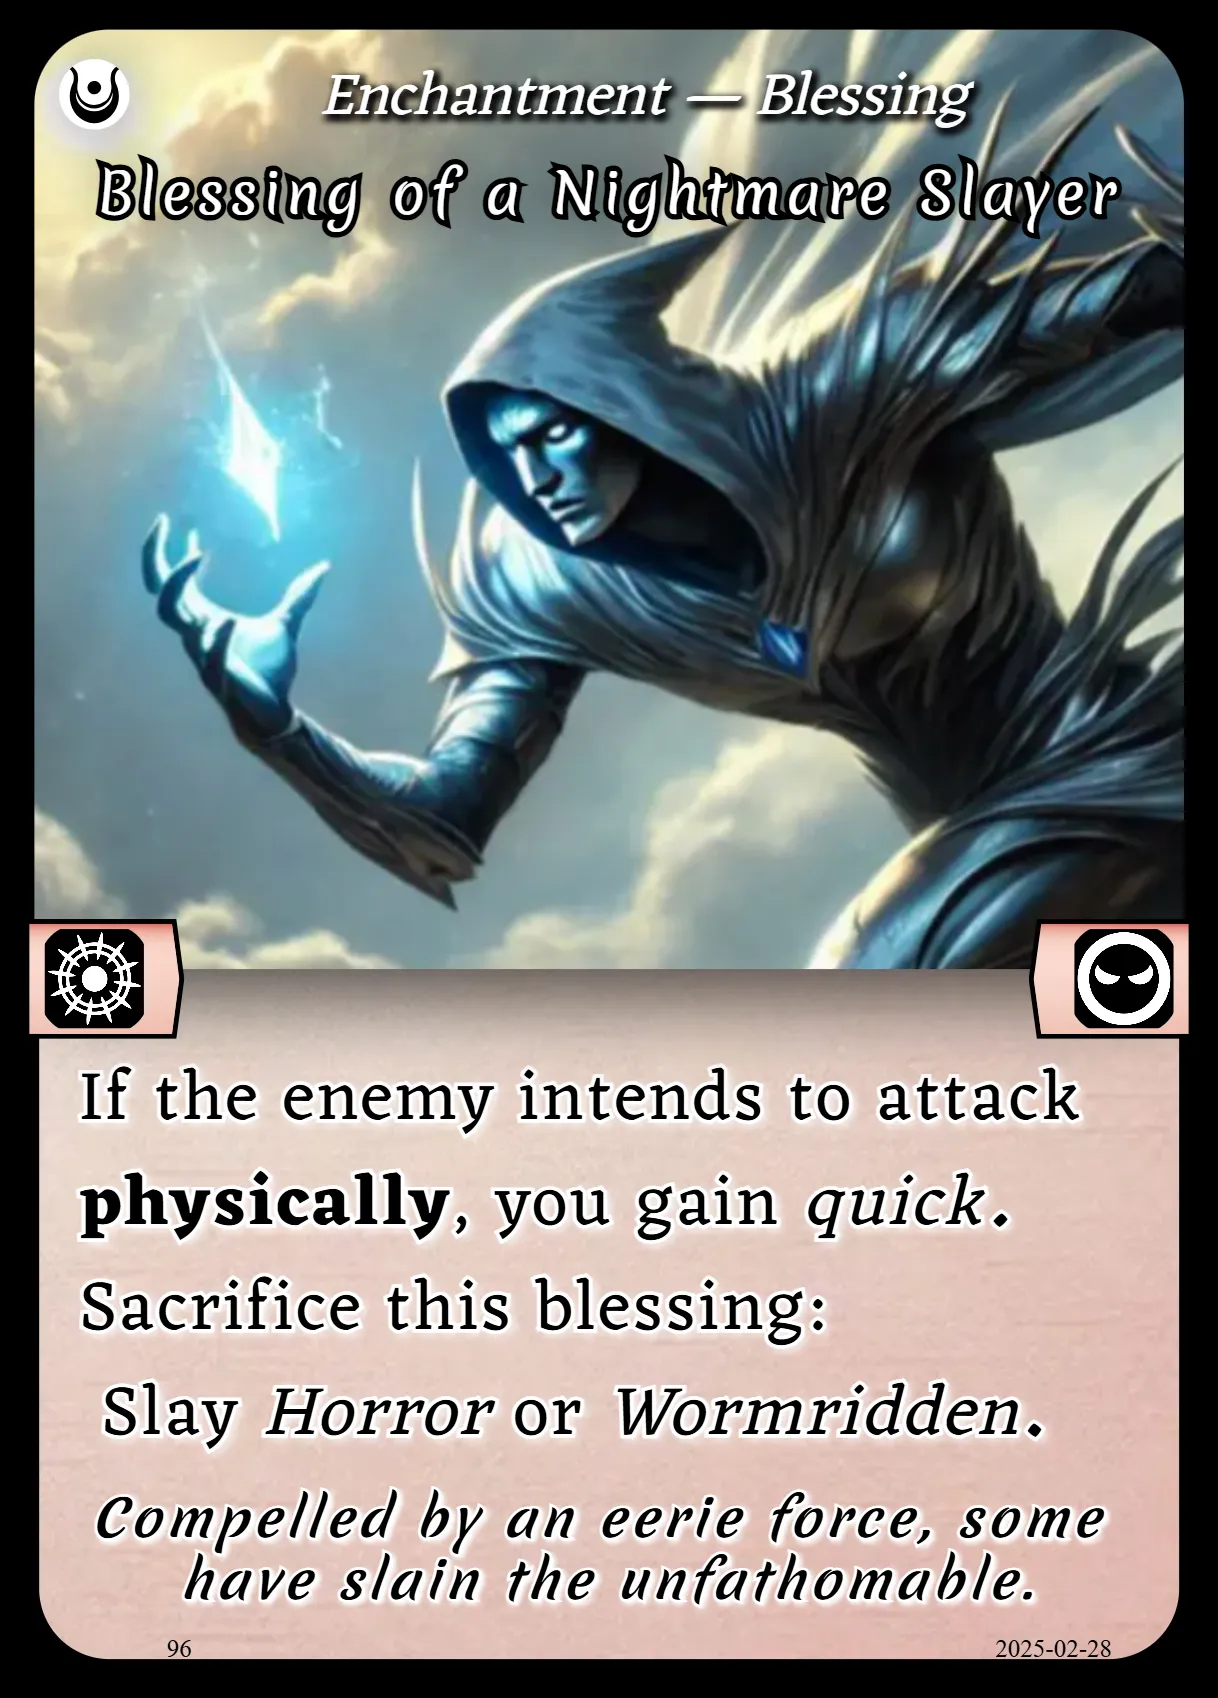 Enchantment — Blessing
Blessing of a Nightmare Slayer
If the enemy intends to attack
physically, you gain quick.
Sacrifice this blessing:
Slay Horror or Wormridden.
Compelled by an eerie force, some
have slain the unfathomable.
96
2025-02-28